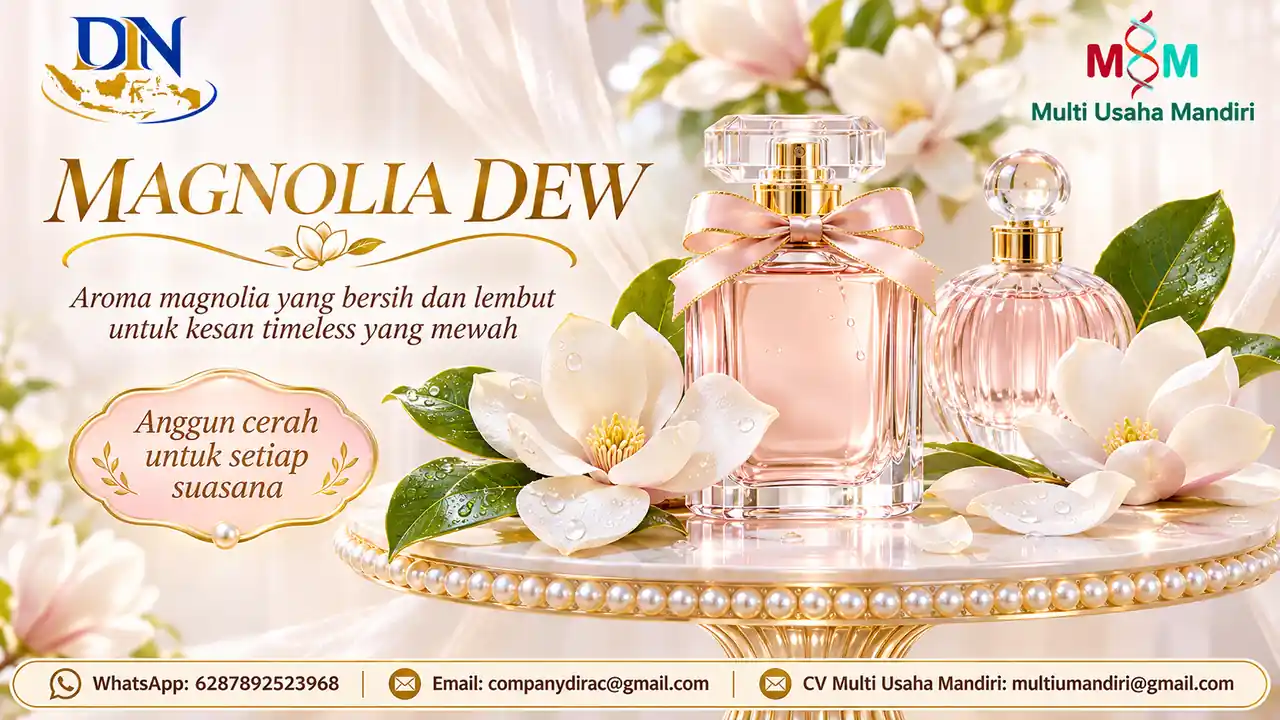 DIN
M M
Multi Usaha Mandiri
MAGNOLIA DEW
Aroma magnolia yang bersih dan lembut
untuk kesan timeless yang mewah
Anggun cerah
untuk setiap
suasana
WhatsApp: 6287892523968
Email: companydirac@gmail.com
CV Multi Usaha Mandiri: multiumandiri@gmail.com